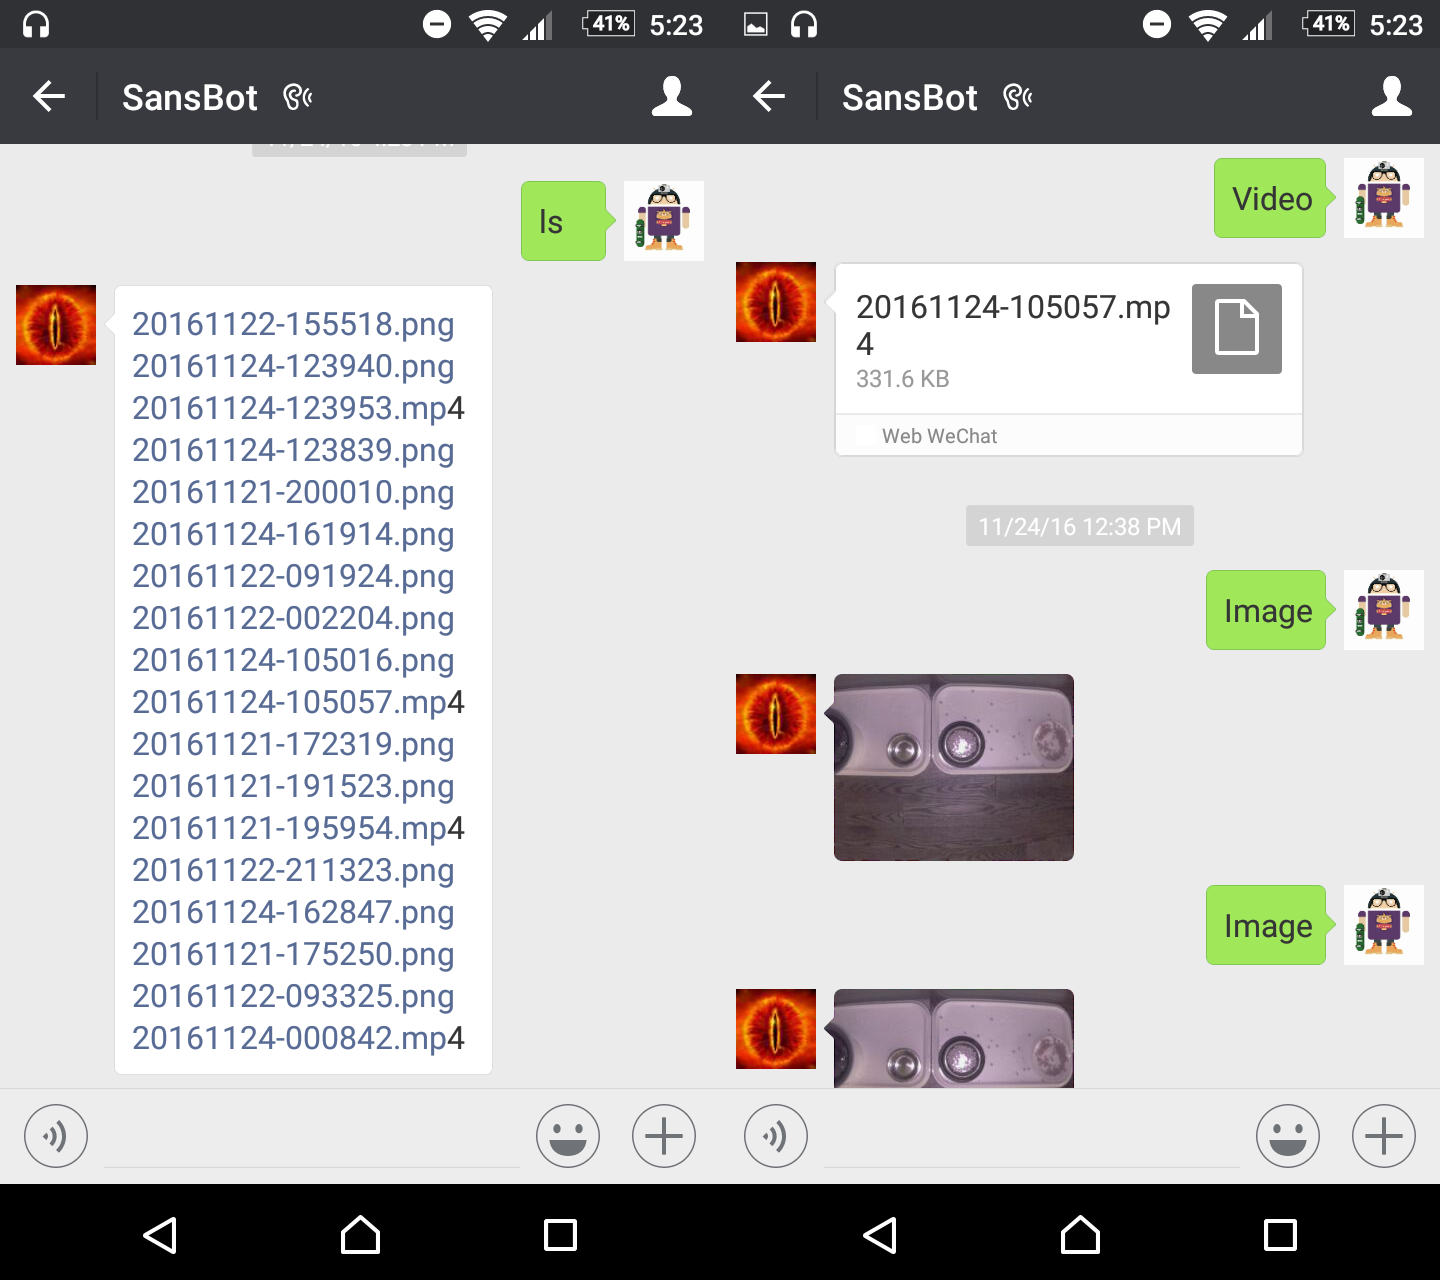 41% 5:23
SansBot
ls
20161122-155518.png
20161124-123940.png
20161124-123953.mp4
20161124-123839.png
20161121-200010.png
20161124-161914.png
20161122-091924.png
20161122-002204.png
20161124-105016.png
20161124-105057.mp4
20161121-172319.png
20161121-191523.png
20161121-195954.mp4
20161122-211323.png
20161124-162847.png
20161121-175250.png
20161122-093325.png
20161124-000842.mp4
41% 5:23
SansBot
Video
20161124-105057.mp
4
331.6 KB
Web WeChat
11/24/16 12:38 PM
Image
Image